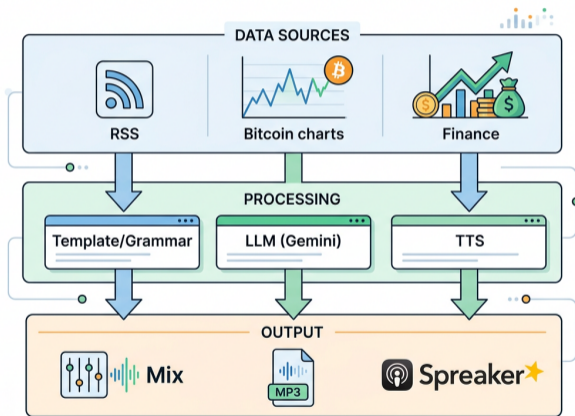 DATA SOURCES
RSS
Bitcoin charts
Finance
PROCESSING
Template/Grammar
LLM (Gemini)
TTS
OUTPUT
Mix
MP3
Spreaker